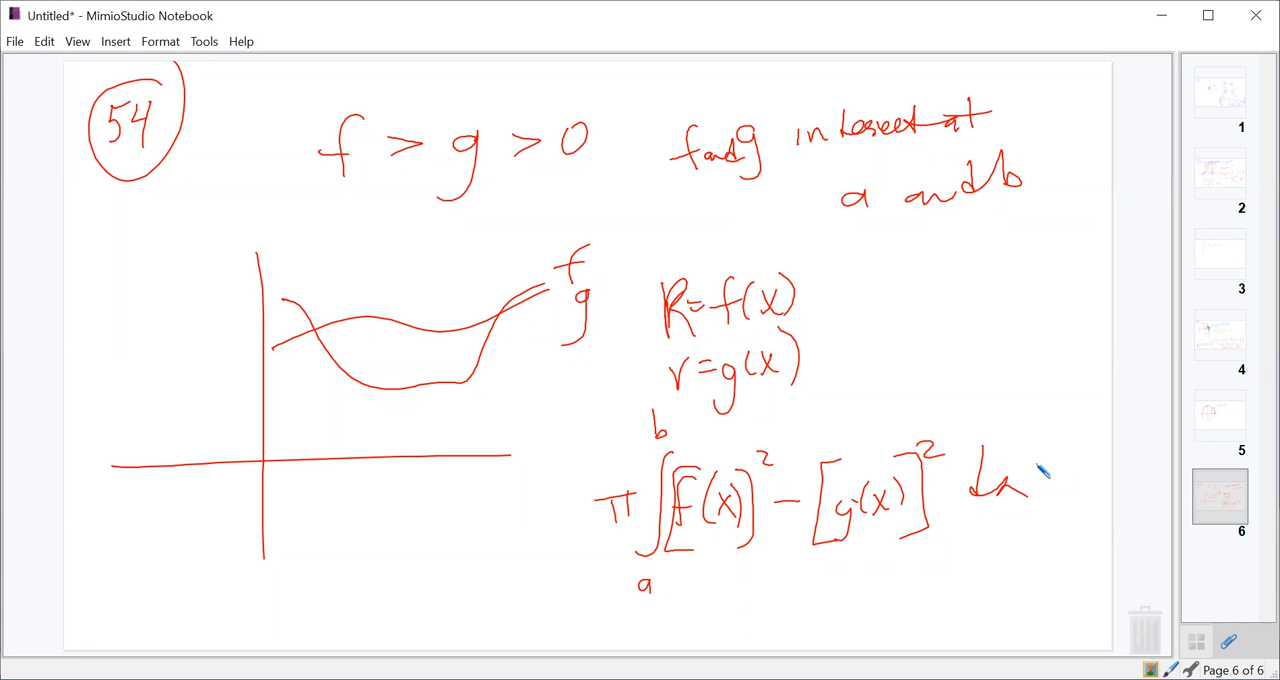 Untitled* - MimioStudio Notebook
File Edit View Insert Format Tools Help
54
f > g > 0 f and g intersect at
a and b
f
g
R = f(x)
r = g(x)
b
π ∫ [f(x)]² - [g(x)]² dx
a
1
2
3
4
5
6
Page 6 of 6